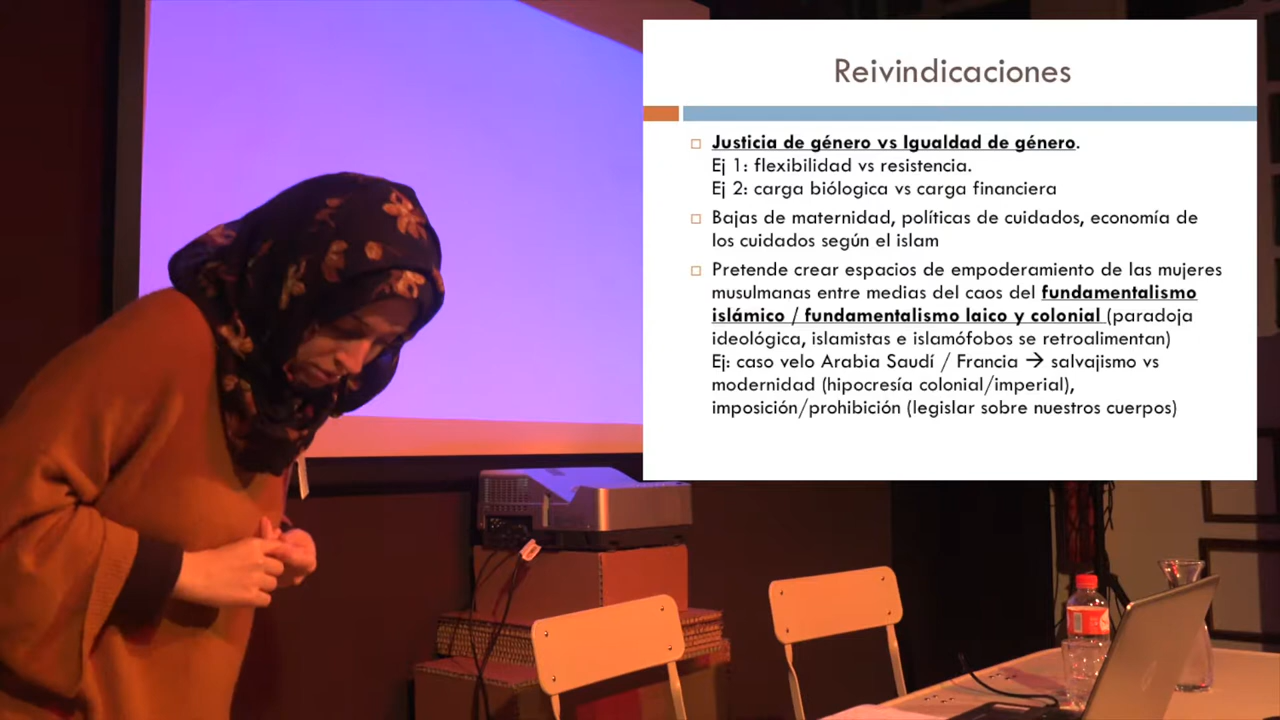 Reivindicaciones
Justicia de género vs Igualdad de género.
Ej 1: flexibilidad vs resistencia.
Ej 2: carga biólogica vs carga financiera
Bajas de maternidad, políticas de cuidados, economía de
los cuidados según el islam
Pretende crear espacios de empoderamiento de las mujeres
musulmanas entre medias del caos del fundamentalismo
islámico / fundamentalismo laico y colonial (paradoja
ideológica, islamistas e islamófobos se retroalimentan)
Ej: caso velo Arabia Saudí / Francia → salvajismo vs
modernidad (hipocresía colonial/imperial),
imposición/prohibición (legislar sobre nuestros cuerpos)